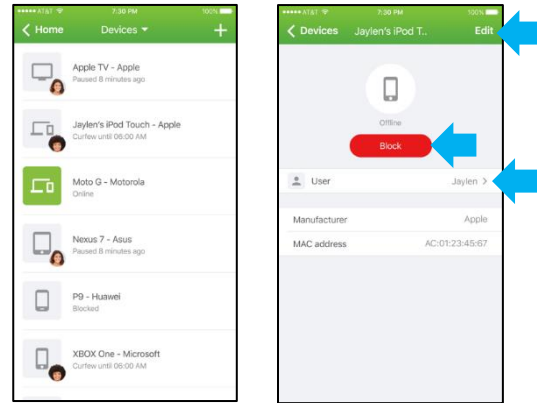 AT&T 7:30 PM 100%
Home Devices
Apple TV - Apple
Paused 8 minutes ago
Jaylen's iPod Touch - Apple
Curfew until 06:00 AM
Moto G - Motorola
Online
Nexus 7 - Asus
Paused 8 minutes ago
P9 - Huawei
Blocked
XBOX One - Microsoft
Curfew until 06:00 AM
AT&T 7:30 PM 100%
Devices Jaylen's iPod T.. Edit
Offline
Block
User Jaylen
Manufacturer Apple
MAC address AC:01:23:45:67